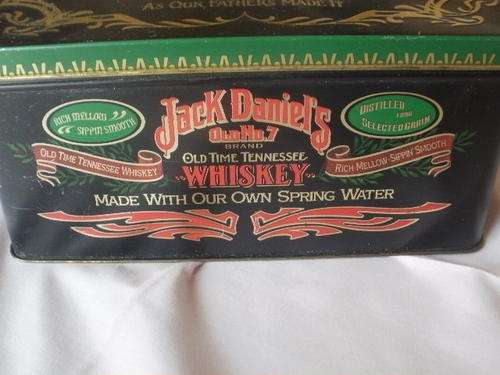 AS OUR FATHERS MADE IT
RICH MELLOW
SIPPIN' SMOOTH
Jack Daniel's
OLD No. 7
BRAND
DISTILLED
FROM
SELECTED GRAIN
OLD TIME TENNESSEE WHISKEY
OLD TIME TENNESSEE
WHISKEY
RICH MELLOW · SIPPIN SMOOTH
MADE WITH OUR OWN SPRING WATER